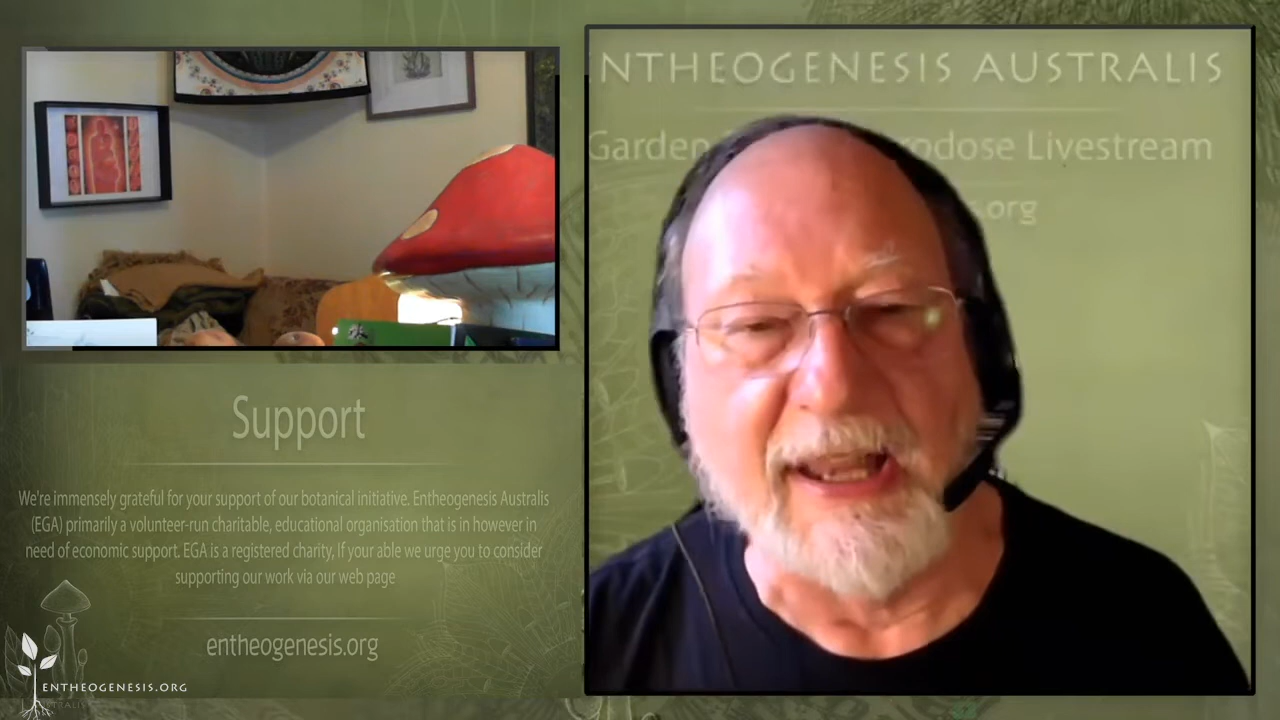 NTHEOGENESIS AUSTRALIS
Garden rodose Livestream
.org
Support
We're immensely grateful for your support of our botanical initiative. Entheogenesis Australis
(EGA) primarily a volunteer-run charitable, educational organisation that is in however in
need of economic support. EGA is a registered charity, If your able we urge you to consider
supporting our work via our web page
entheogenesis.org
ENTHEOGENESIS.ORG